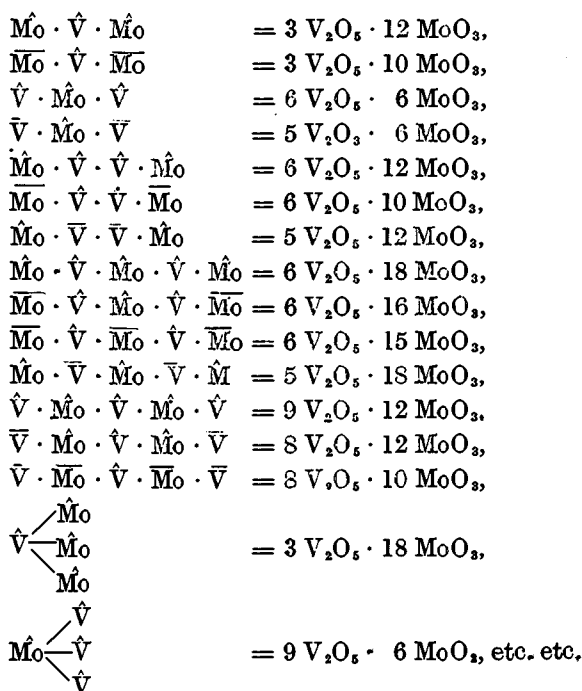 M̂o · V̂ · M̂o = 3 V₂O₅ · 12 MoO₃,
M̅o̅ · V̂ · M̅o̅ = 3 V₂O₅ · 10 MoO₃,
V̂ · M̂o · V̂ = 6 V₂O₅ · 6 MoO₃,
V̅ · M̂o · V̅ = 5 V₂O₃ · 6 MoO₃,
M̂o · V̂ · V̂ · M̂o = 6 V₂O₅ · 12 MoO₃,
M̅o̅ · V̂ · V̇ · M̅o = 6 V₂O₅ · 10 MoO₃,
M̂o · V̅ · V̅ · M̂o = 5 V₂O₅ · 12 MoO₃,
M̂o · V̂ · M̂o · V̂ · M̂o = 6 V₂O₅ · 18 MoO₃,
M̅o̅ · V̂ · M̂o · V̂ · M̅o̅ = 6 V₂O₅ · 16 MoO₃,
M̅o̅ · V̂ · M̅o̅ · V̂ · M̅o = 6 V₂O₅ · 15 MoO₃,
M̂o · V̅ · M̂o · V̅ · M̂ = 5 V₂O₅ · 18 MoO₃,
V̂ · M̂o · V̂ · M̂o · V̂ = 9 V₂O₅ · 12 MoO₃.
V̅ · M̂o · V̂ · M̂o · V̅ = 8 V₂O₅ · 12 MoO₃,
V̅ · M̅o̅ · V̂ · M̅o̅ · V̅ = 8 V₂O₅ · 10 MoO₃,
M̂o
V̂ M̂o = 3 V₂O₅ · 18 MoO₃,
M̂o
V̂
M̂o V̂ = 9 V₂O₅ · 6 MoO₂, etc. etc.
V̂